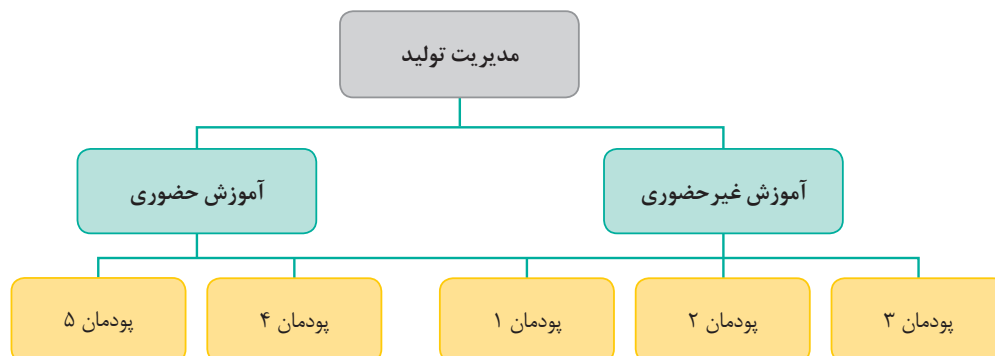 مدیریت تولید
آموزش غیرحضوری
آموزش حضوری
پودمان ۳
پودمان ۲
پودمان ۱
پودمان ۴
پودمان ۵